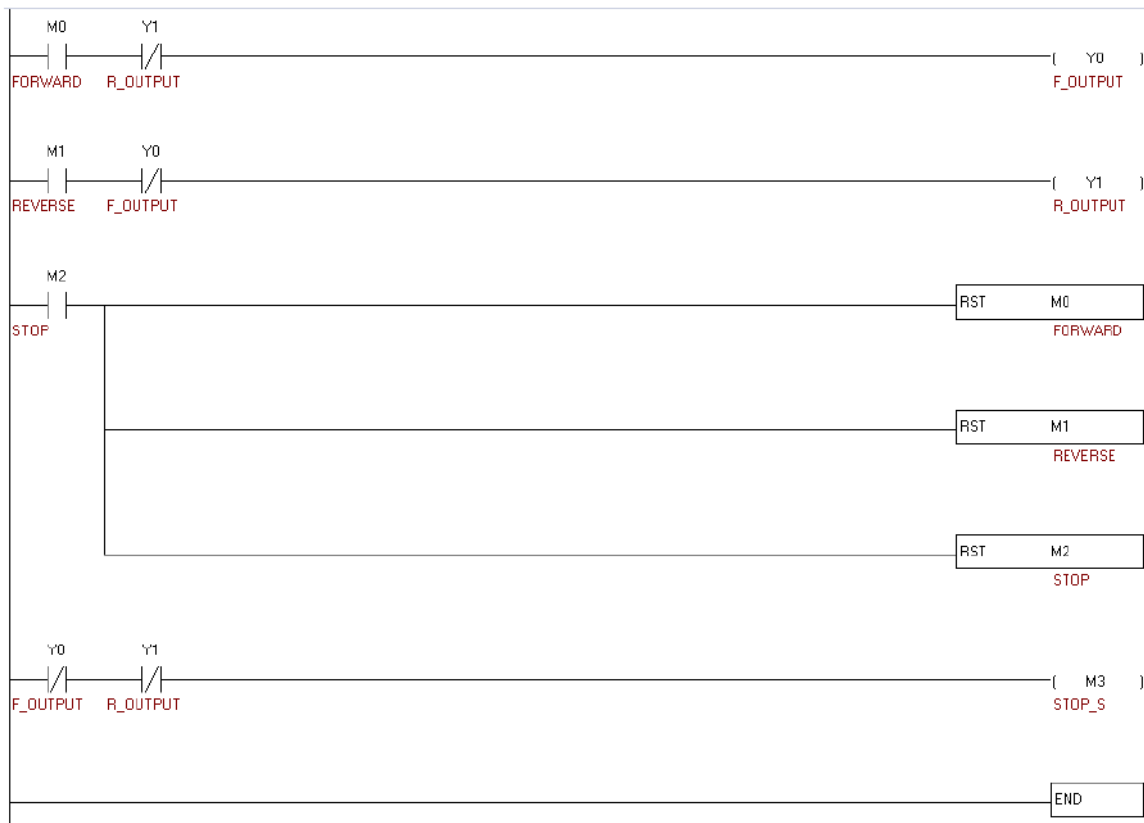 M0 Y1
( Y0 )
FORWARD R_OUTPUT F_OUTPUT
M1 Y0
( Y1 )
REVERSE F_OUTPUT R_OUTPUT
M2
RST M0
STOP FORWARD
RST M1
REVERSE
RST M2
STOP
Y0 Y1
( M3 )
F_OUTPUT R_OUTPUT STOP_S
END